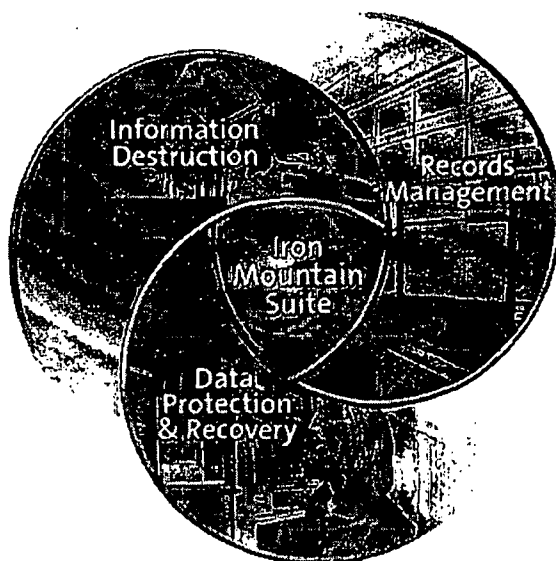 Information
Destruction
Records
Management
Iron
Mountain
Suite
Data
Protection
& Recovery